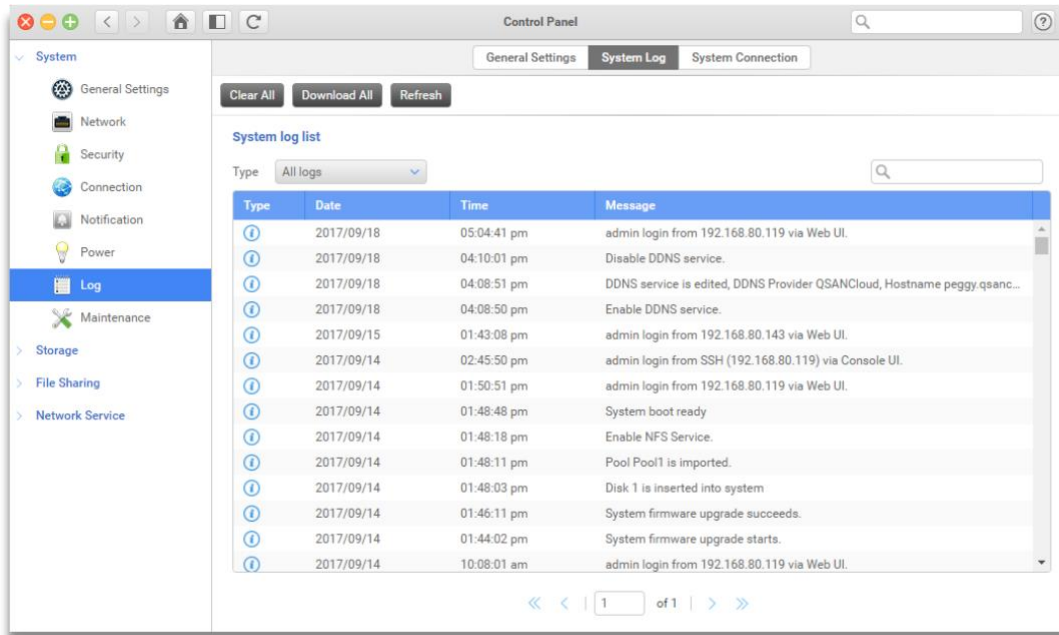 Control Panel
System
General Settings
Network
Security
Connection
Notification
Power
Log
Maintenance
Storage
File Sharing
Network Service
General Settings System Log System Connection
Clear All Download All Refresh
System log list
Type All logs
Type Date Time Message
2017/09/18 05:04:41 pm admin login from 192.168.80.119 via Web UI.
2017/09/18 04:10:01 pm Disable DDNS service.
2017/09/18 04:08:51 pm DDNS service is edited, DDNS Provider QSANCloud, Hostname peggy.qsanc...
2017/09/18 04:08:50 pm Enable DDNS service.
2017/09/15 01:43:08 pm admin login from 192.168.80.143 via Web UI.
2017/09/14 02:45:50 pm admin login from SSH (192.168.80.119) via Console UI.
2017/09/14 01:50:51 pm admin login from 192.168.80.119 via Web UI.
2017/09/14 01:48:48 pm System boot ready
2017/09/14 01:48:18 pm Enable NFS Service.
2017/09/14 01:48:11 pm Pool Pool1 is imported.
2017/09/14 01:48:03 pm Disk 1 is inserted into system
2017/09/14 01:46:11 pm System firmware upgrade succeeds.
2017/09/14 01:44:02 pm System firmware upgrade starts.
2017/09/14 10:08:01 am admin login from 192.168.80.119 via Web UI.
1 of 1